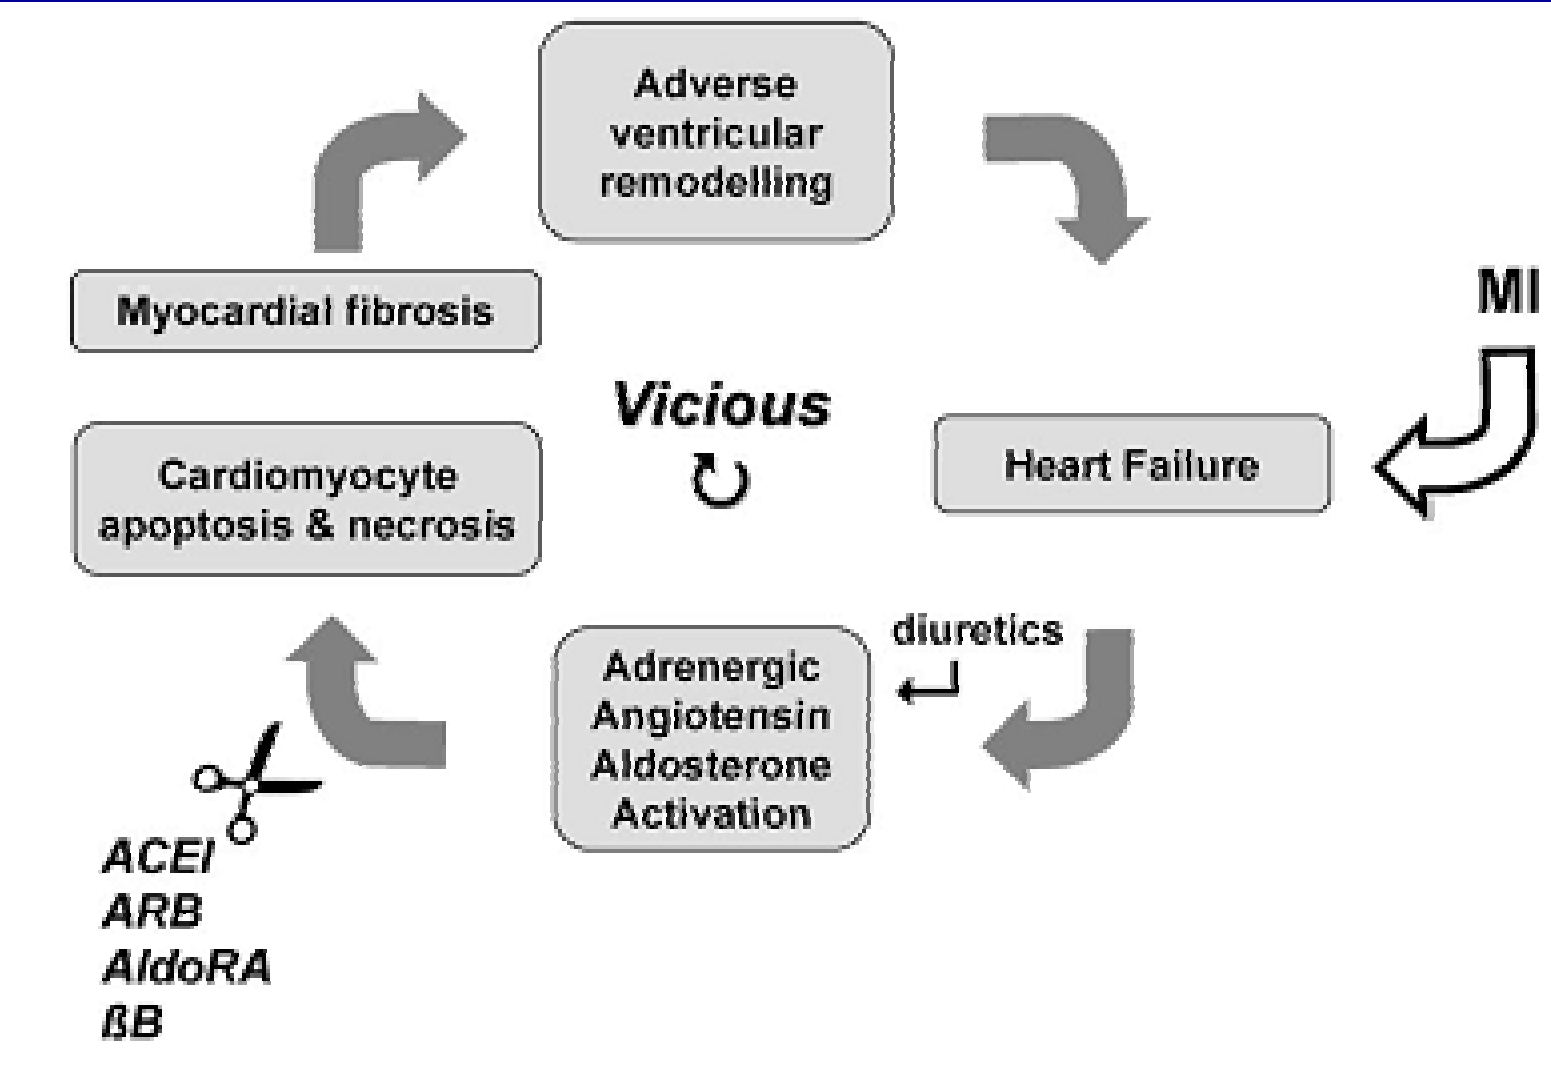 Adverse
ventricular
remodelling
MI
Myocardial fibrosis
Vicious
Heart Failure
Cardiomyocyte
apoptosis & necrosis
diuretics
Adrenergic
Angiotensin
Aldosterone
Activation
ACEI
ARB
AldoRA
ßB